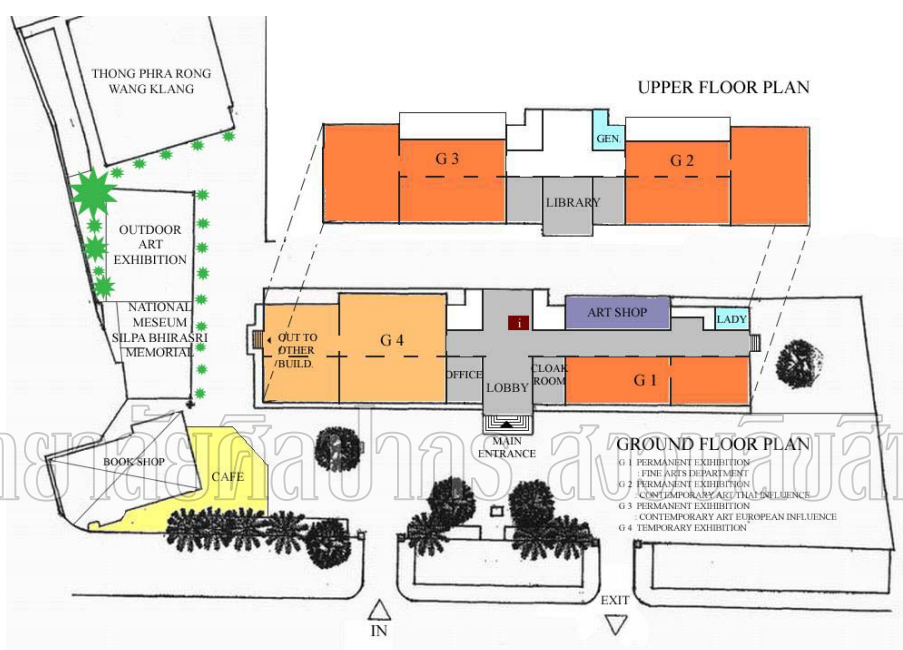 THONG PHRA RONG
WANG KLANG
UPPER FLOOR PLAN
GEN.
G 3
G 2
LIBRARY
OUTDOOR
ART
EXHIBITION
NATIONAL
MESEUM
SILPA BHIRASRI
MEMORIAL
i
ART SHOP
LADY
OUT TO
OTHER
BUILD.
G 4
OFFICE
LOBBY
CLOAK
ROOM
G 1
MAIN
ENTRANCE
BOOK SHOP
CAFE
GROUND FLOOR PLAN
G 1 PERMANENT EXIHIBITION
: FINE ARTS DEPARTMENT
G 2 PERMANENT EXIHIBITION
: CONTEMPORARY ART THAI INFLUENCE
G 3 PERMANENT EXIHIBITION
: CONTEMPORARY ART EUROPEAN INFLUENCE
G 4 TEMPORARY EXHIBITION
IN
EXIT